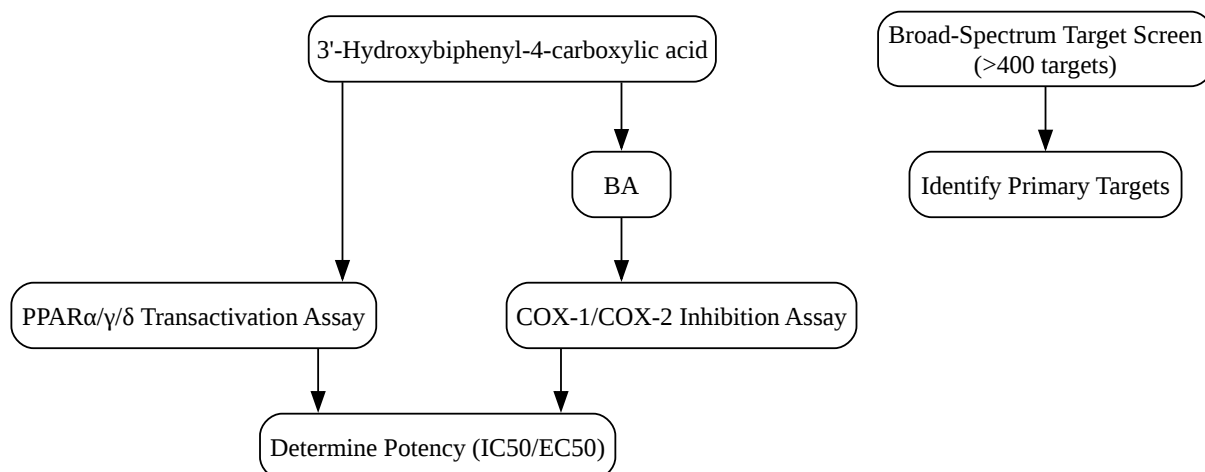 3'-Hydroxybiphenyl-4-carboxylic acid
Broad-Spectrum Target Screen
(>400 targets)
BA
Identify Primary Targets
PPARα/γ/δ Transactivation Assay
COX-1/COX-2 Inhibition Assay
Determine Potency (IC50/EC50)